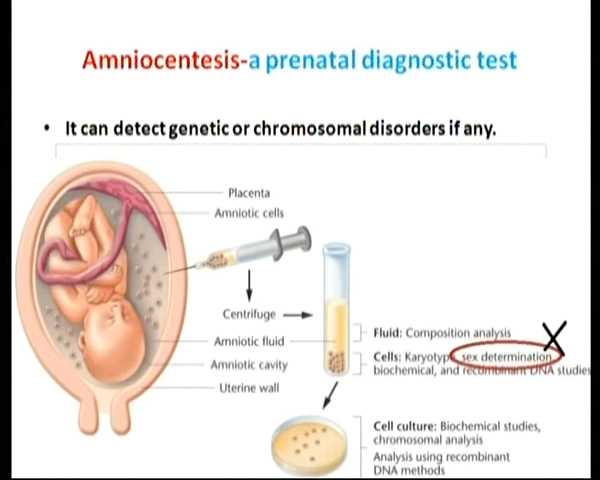 Amniocentesis-a prenatal diagnostic test
• It can detect genetic or chromosomal disorders if any.
Placenta
Amniotic cells
Centrifuge
Amniotic fluid
Amniotic cavity
Uterine wall
Fluid: Composition analysis
Cells: Karyotyp sex determination
biochemical, and recombinant DNA studies
Cell culture: Biochemical studies,
chromosomal analysis
Analysis using recombinant
DNA methods